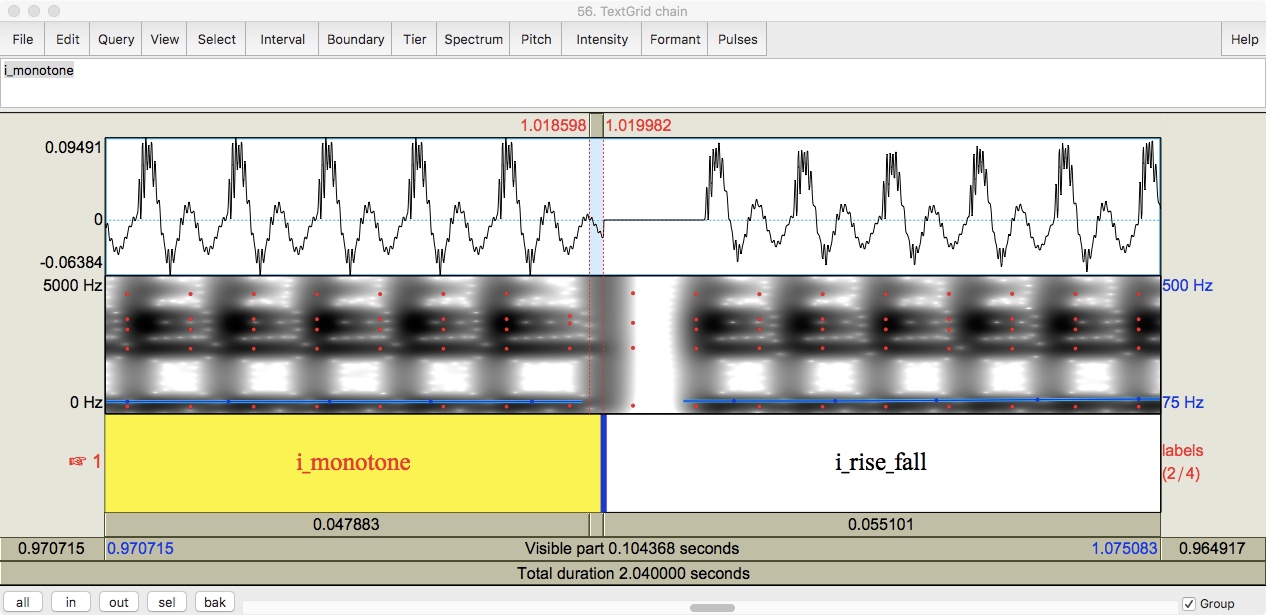 56. TextGrid chain
File Edit Query View Select Interval Boundary Tier Spectrum Pitch Intensity Formant Pulses Help
i_monotone
1.018598 1.019982
0.09491
0
-0.06384
5000 Hz 500 Hz
0 Hz 75 Hz
☞ 1 i_monotone i_rise_fall labels
(2/4)
0.047883 0.055101
0.970715 0.970715 Visible part 0.104368 seconds 1.075083 0.964917
Total duration 2.040000 seconds
all in out sel bak Group